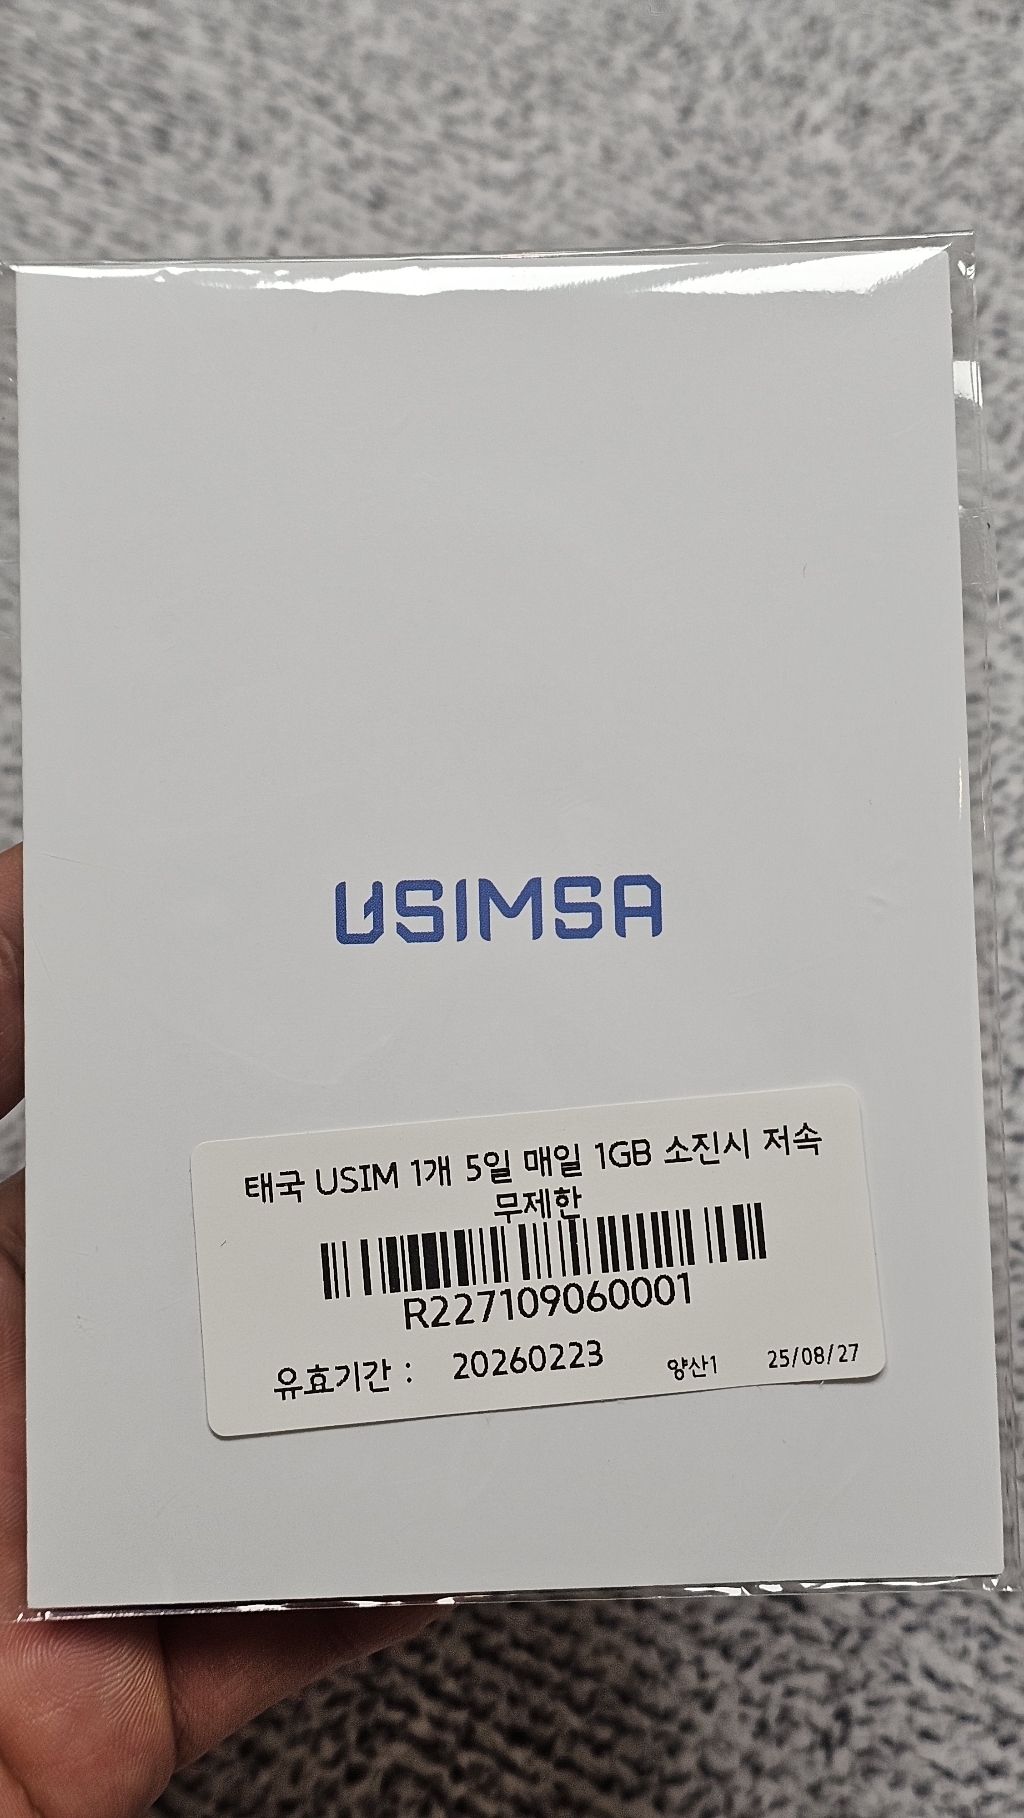 USIMSA
태국 USIM 1개 5일 매일 1GB 소진시 저속
무제한
R227109060001
유효기간 : 20260223 양산1 25/08/27